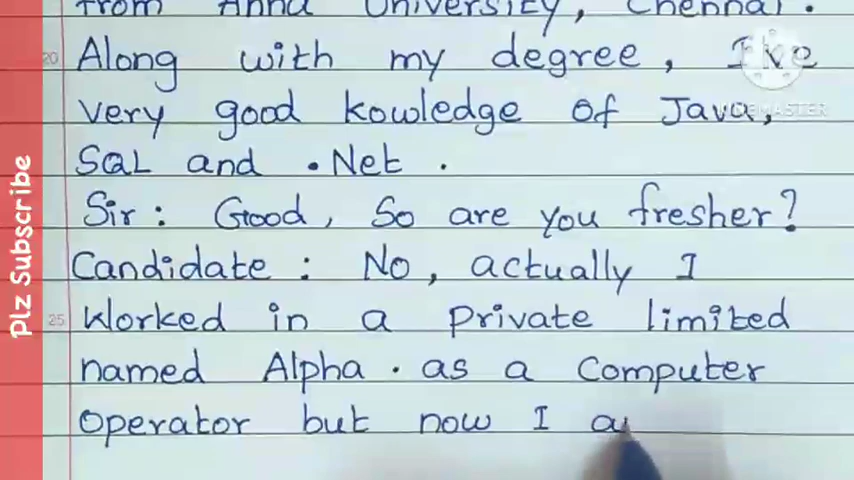 from Anna University, Chennai.
20 Along with my degree, I've
very good kowledge of Java,
SQL and .Net .
Sir : Good, So are you fresher?
Candidate : No, actually I
25 Worked in a private limited
named Alpha . as a Computer
Operator but now I a
Plz Subscribe